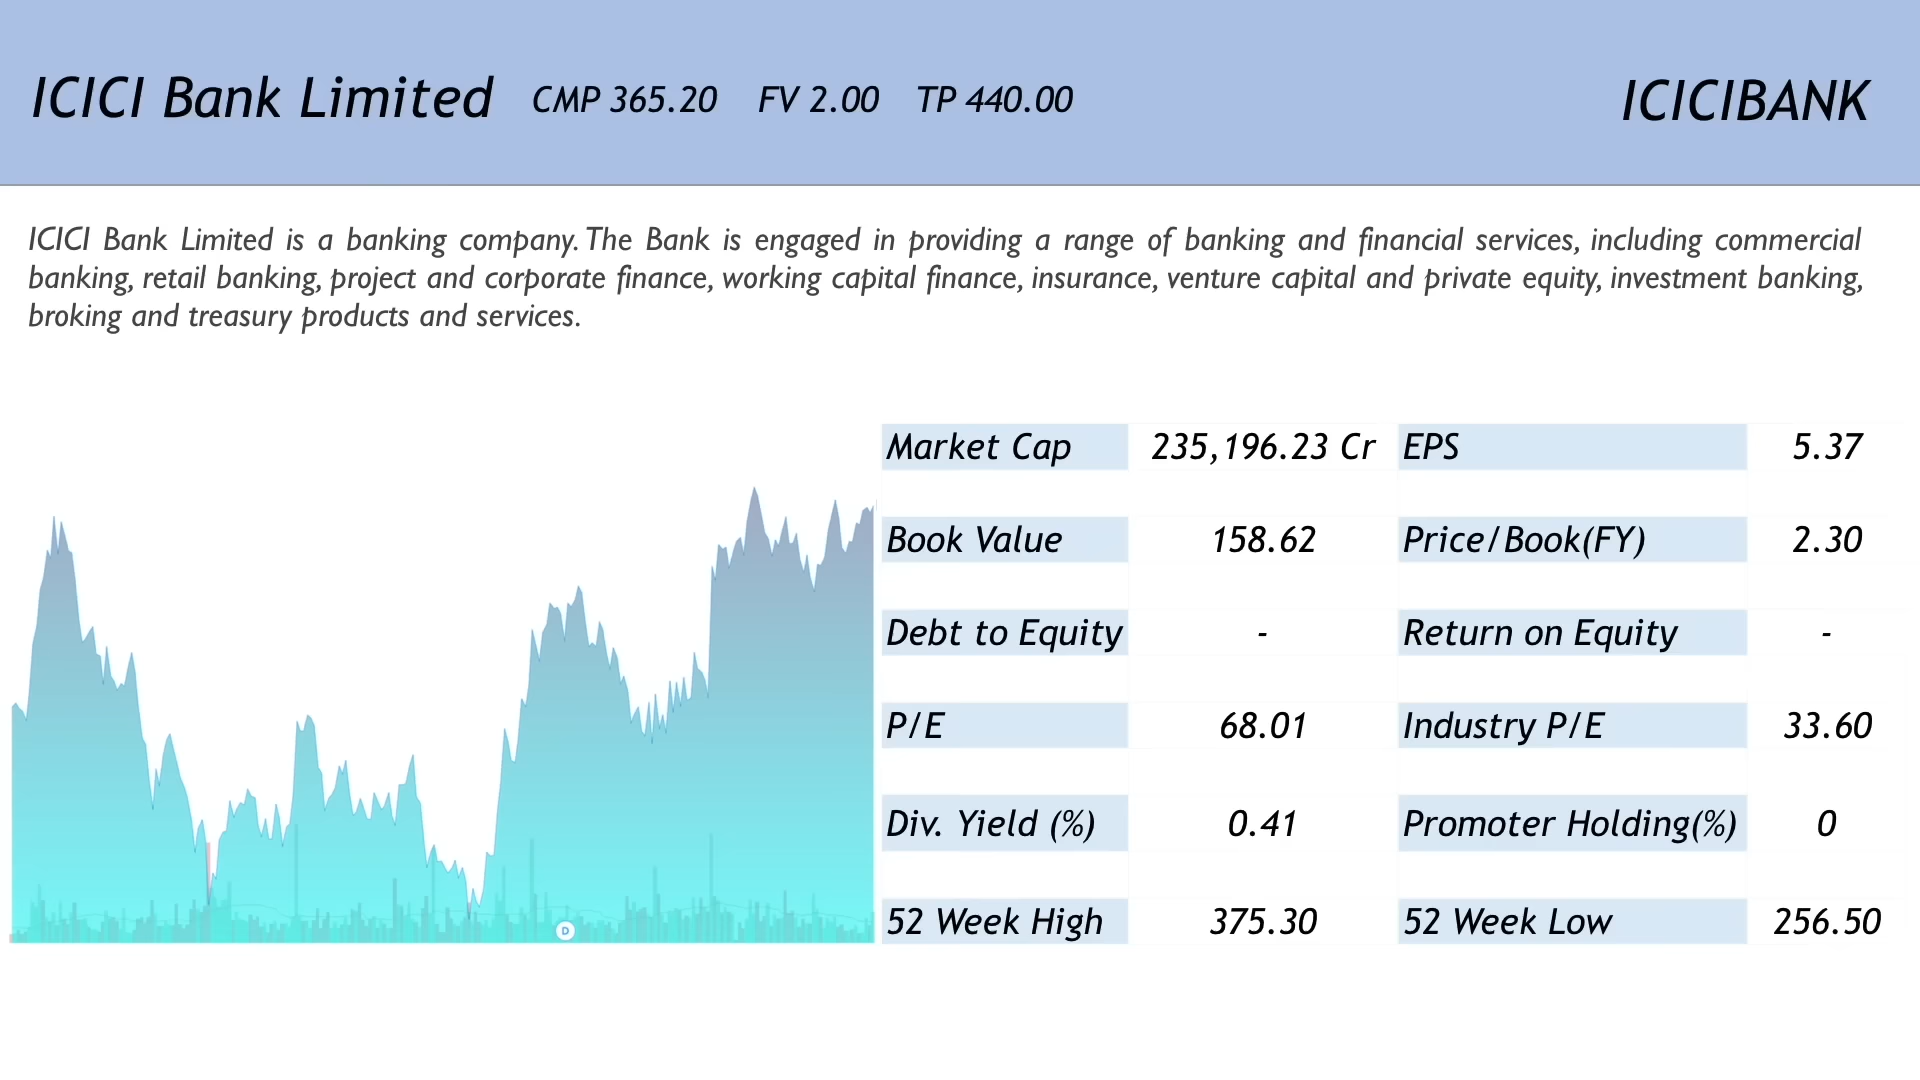 ICICI Bank Limited CMP 365.20 FV 2.00 TP 440.00 ICICIBANK
ICICI Bank Limited is a banking company. The Bank is engaged in providing a range of banking and financial services, including commercial
banking, retail banking, project and corporate finance, working capital finance, insurance, venture capital and private equity, investment banking,
broking and treasury products and services.
Market Cap 235,196.23 Cr EPS 5.37
Book Value 158.62 Price/Book(FY) 2.30
Debt to Equity - Return on Equity -
P/E 68.01 Industry P/E 33.60
Div. Yield (%) 0.41 Promoter Holding(%) 0
52 Week High 375.30 52 Week Low 256.50
D